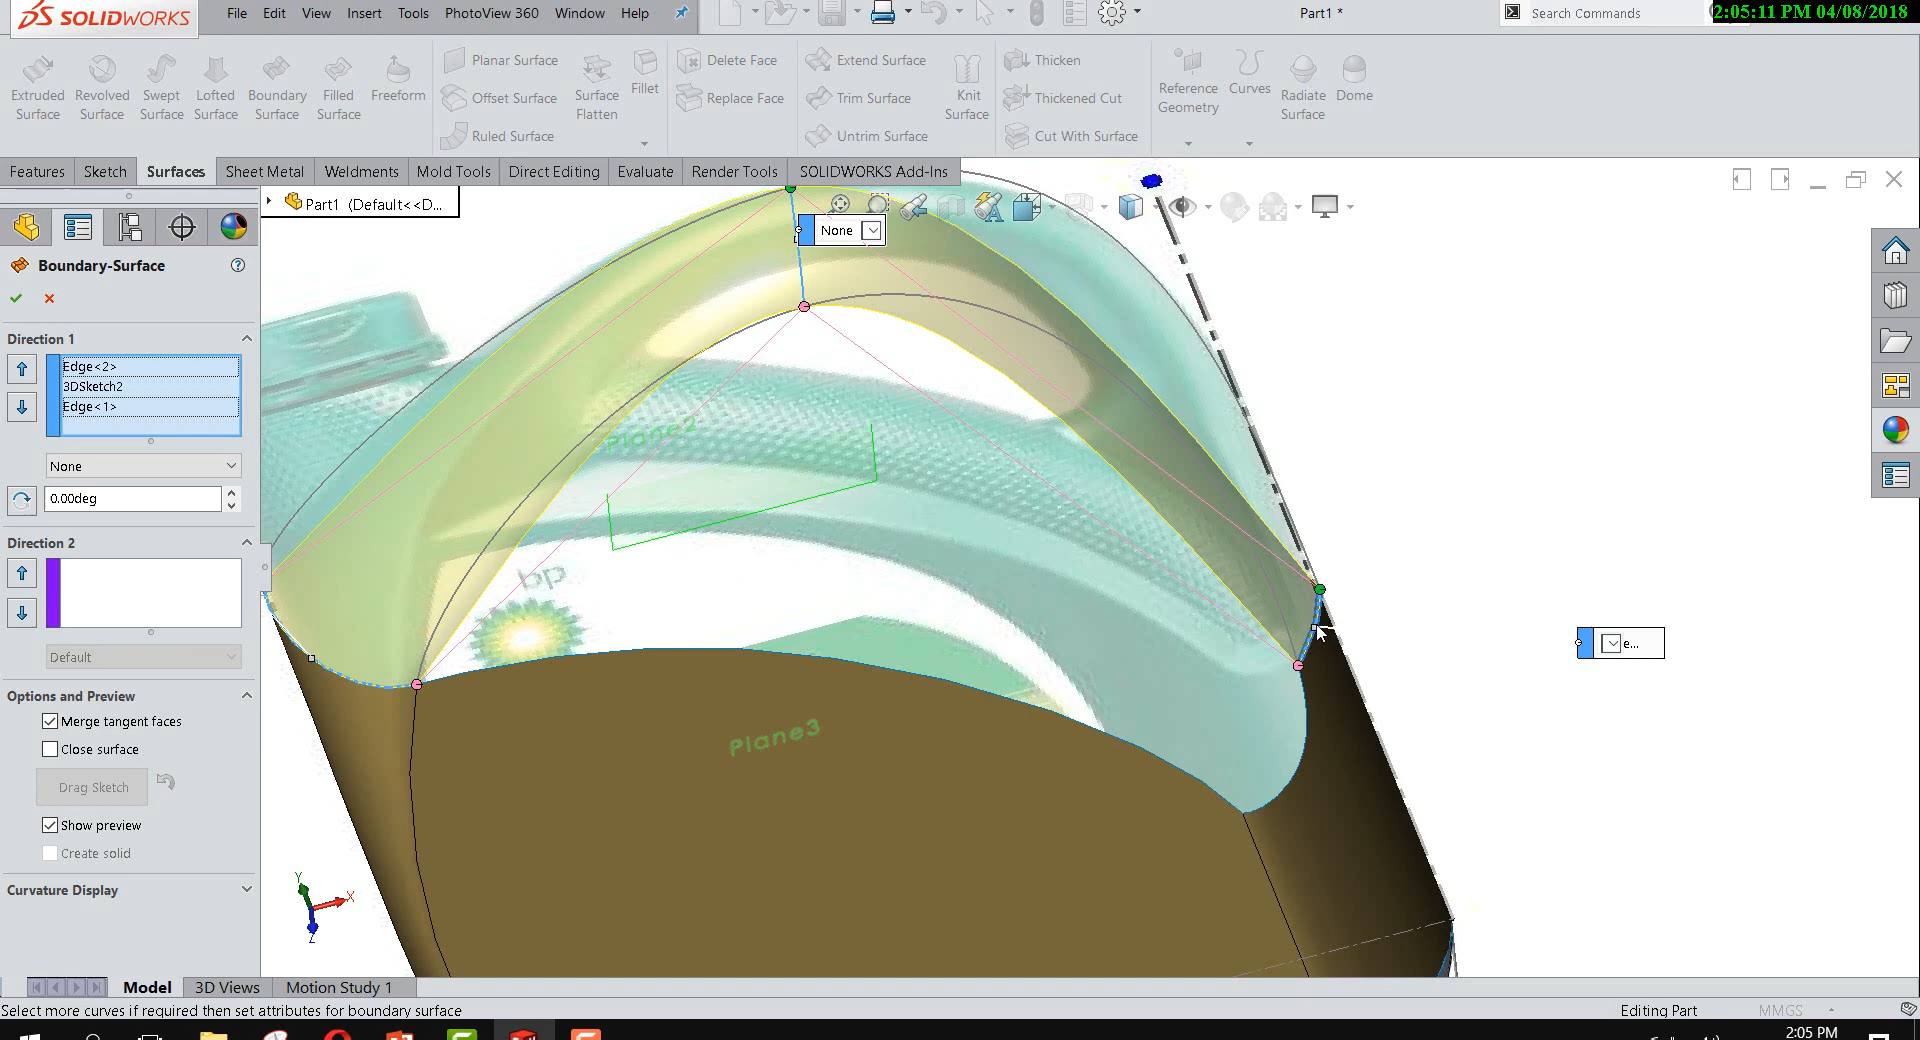 SOLIDWORKS File Edit View Insert Tools PhotoView 360 Window Help Part1 * Search Commands 2:05:11 PM 04/08/2018
Extruded Surface
Revolved Surface
Swept Surface
Lofted Surface
Boundary Surface
Filled Surface
Freeform
Planar Surface
Offset Surface
Ruled Surface
Surface Flatten
Fillet
Delete Face
Replace Face
Extend Surface
Trim Surface
Untrim Surface
Knit Surface
Thicken
Thickened Cut
Cut With Surface
Reference Geometry
Curves
Radiate Surface
Dome
Features Sketch Surfaces Sheet Metal Weldments Mold Tools Direct Editing Evaluate Render Tools SOLIDWORKS Add-Ins
Part1 (Default<<D...
None
Boundary-Surface
Direction 1
Edge<2>
3DSketch2
Edge<1>
None
0.00deg
Direction 2
Default
Options and Preview
Merge tangent faces
Close surface
Drag Sketch
Show preview
Create solid
Curvature Display
Plane2
bp
Plane3
e...
Y
X
Z
Model 3D Views Motion Study 1
Select more curves if required then set attributes for boundary surface Editing Part MMGS
2:05 PM